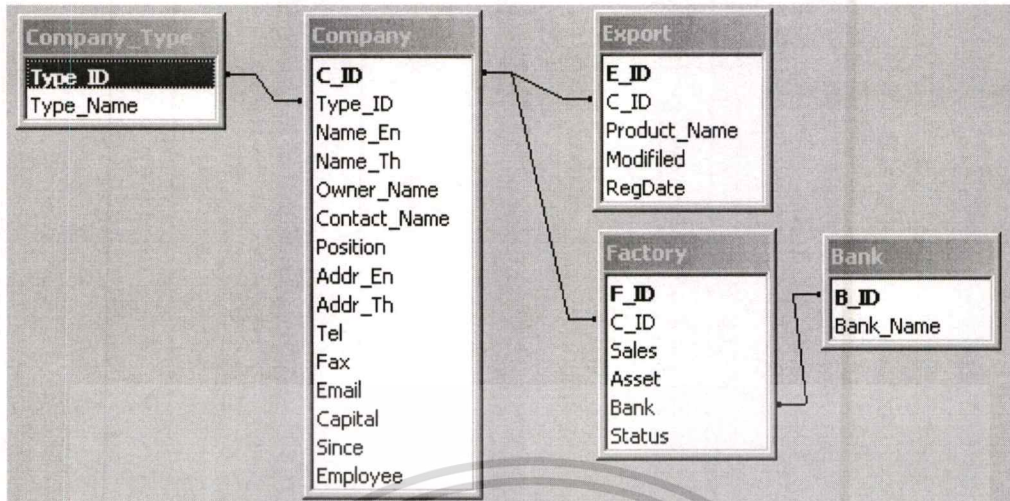 Company_Type
Type_ID
Type_Name
Company
C_ID
Type_ID
Name_En
Name_Th
Owner_Name
Contact_Name
Position
Addr_En
Addr_Th
Tel
Fax
Email
Capital
Since
Employee
Export
E_ID
C_ID
Product_Name
Modifiled
RegDate
Factory
F_ID
C_ID
Sales
Asset
Bank
Status
Bank
B_ID
Bank_Name